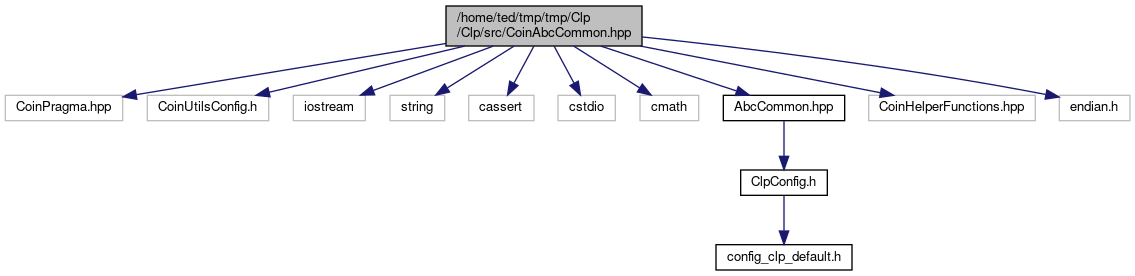 /home/ted/tmp/tmp/Clp
/Clp/src/CoinAbcCommon.hpp
CoinPragma.hpp
CoinUtilsConfig.h
iostream
string
cassert
cstdio
cmath
AbcCommon.hpp
CoinHelperFunctions.hpp
endian.h
ClpConfig.h
config_clp_default.h